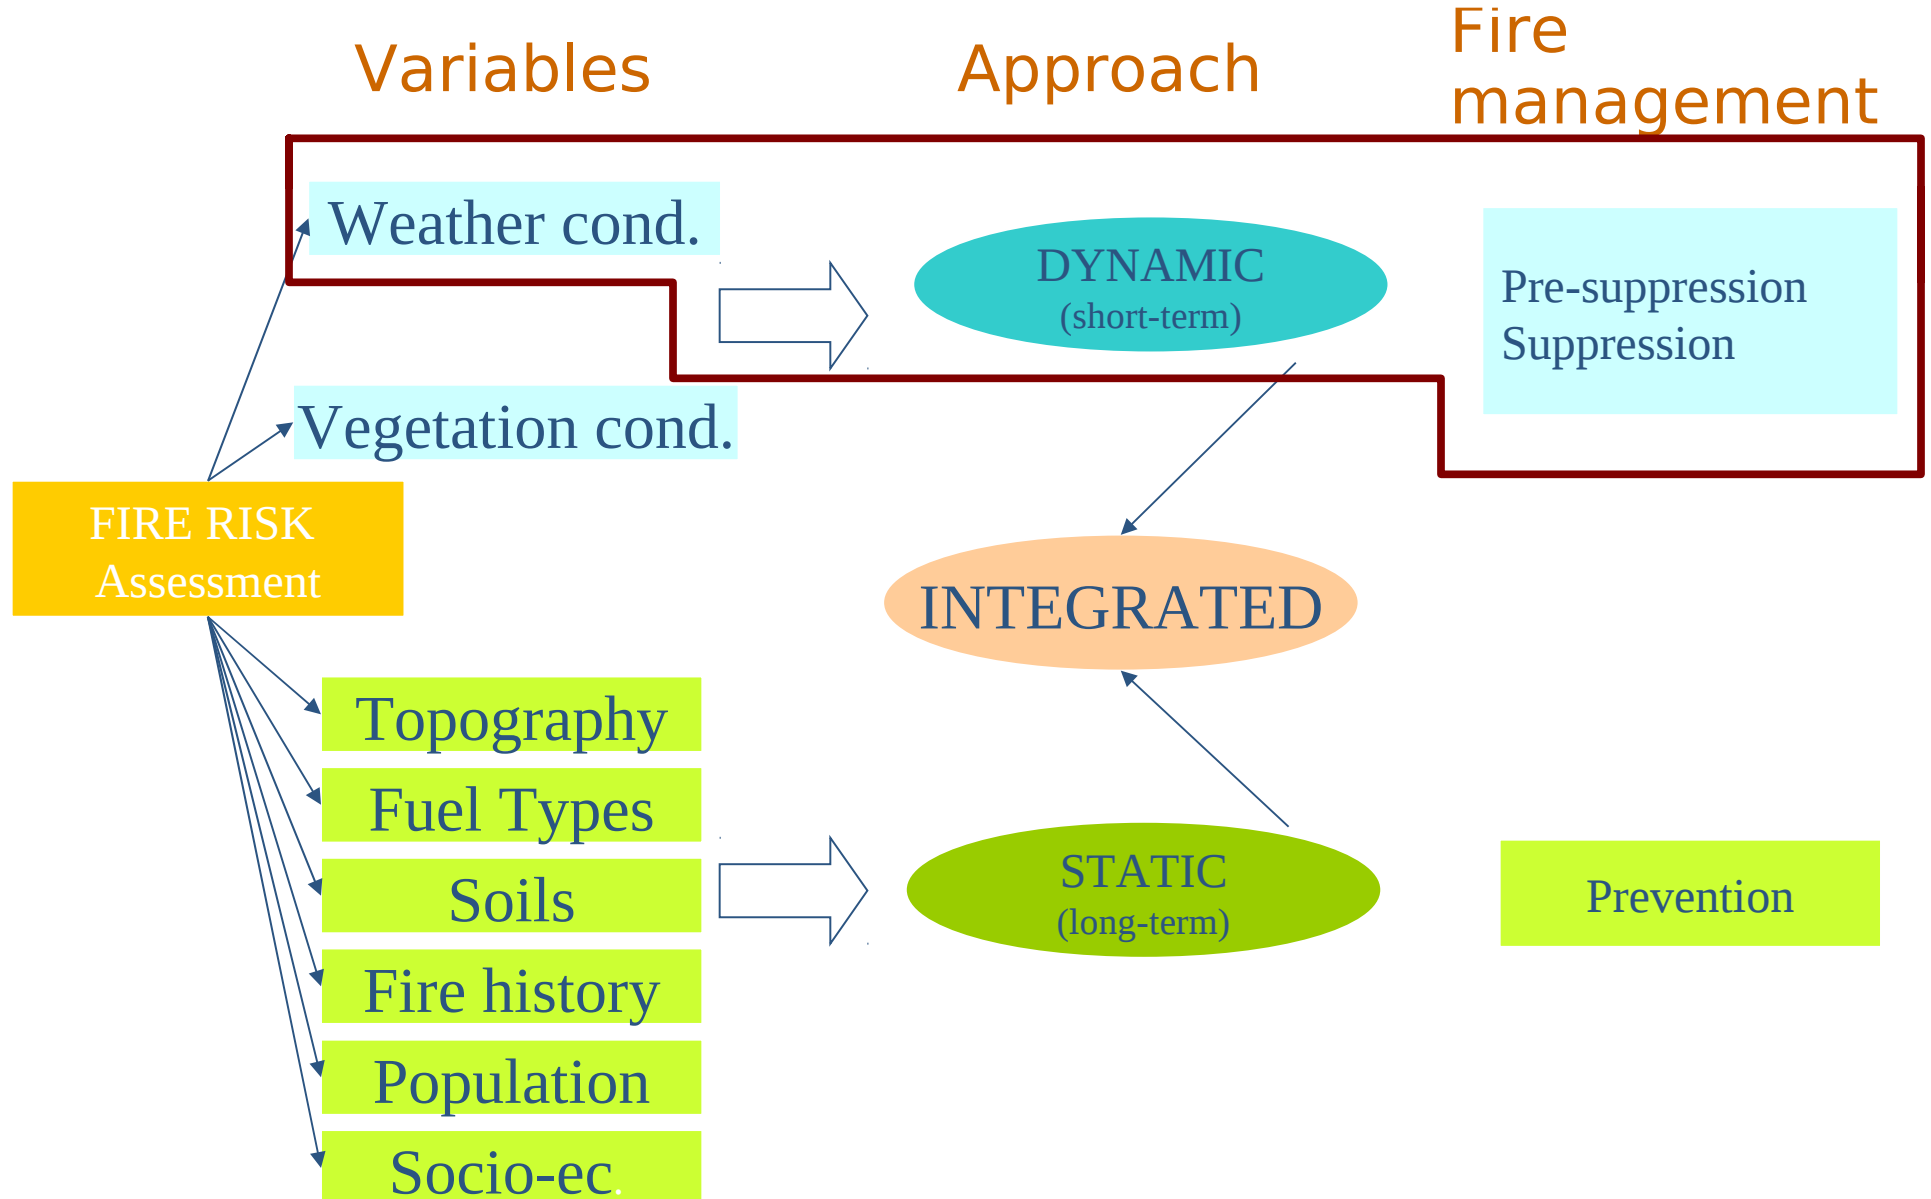 Variables
Approach
Fire
management
Weather cond.
DYNAMIC
(short-term)
Pre-suppression
Suppression
Vegetation cond.
FIRE RISK
Assessment
INTEGRATED
Topography
Fuel Types
Soils
Fire history
Population
Socio-ec.
STATIC
(long-term)
Prevention